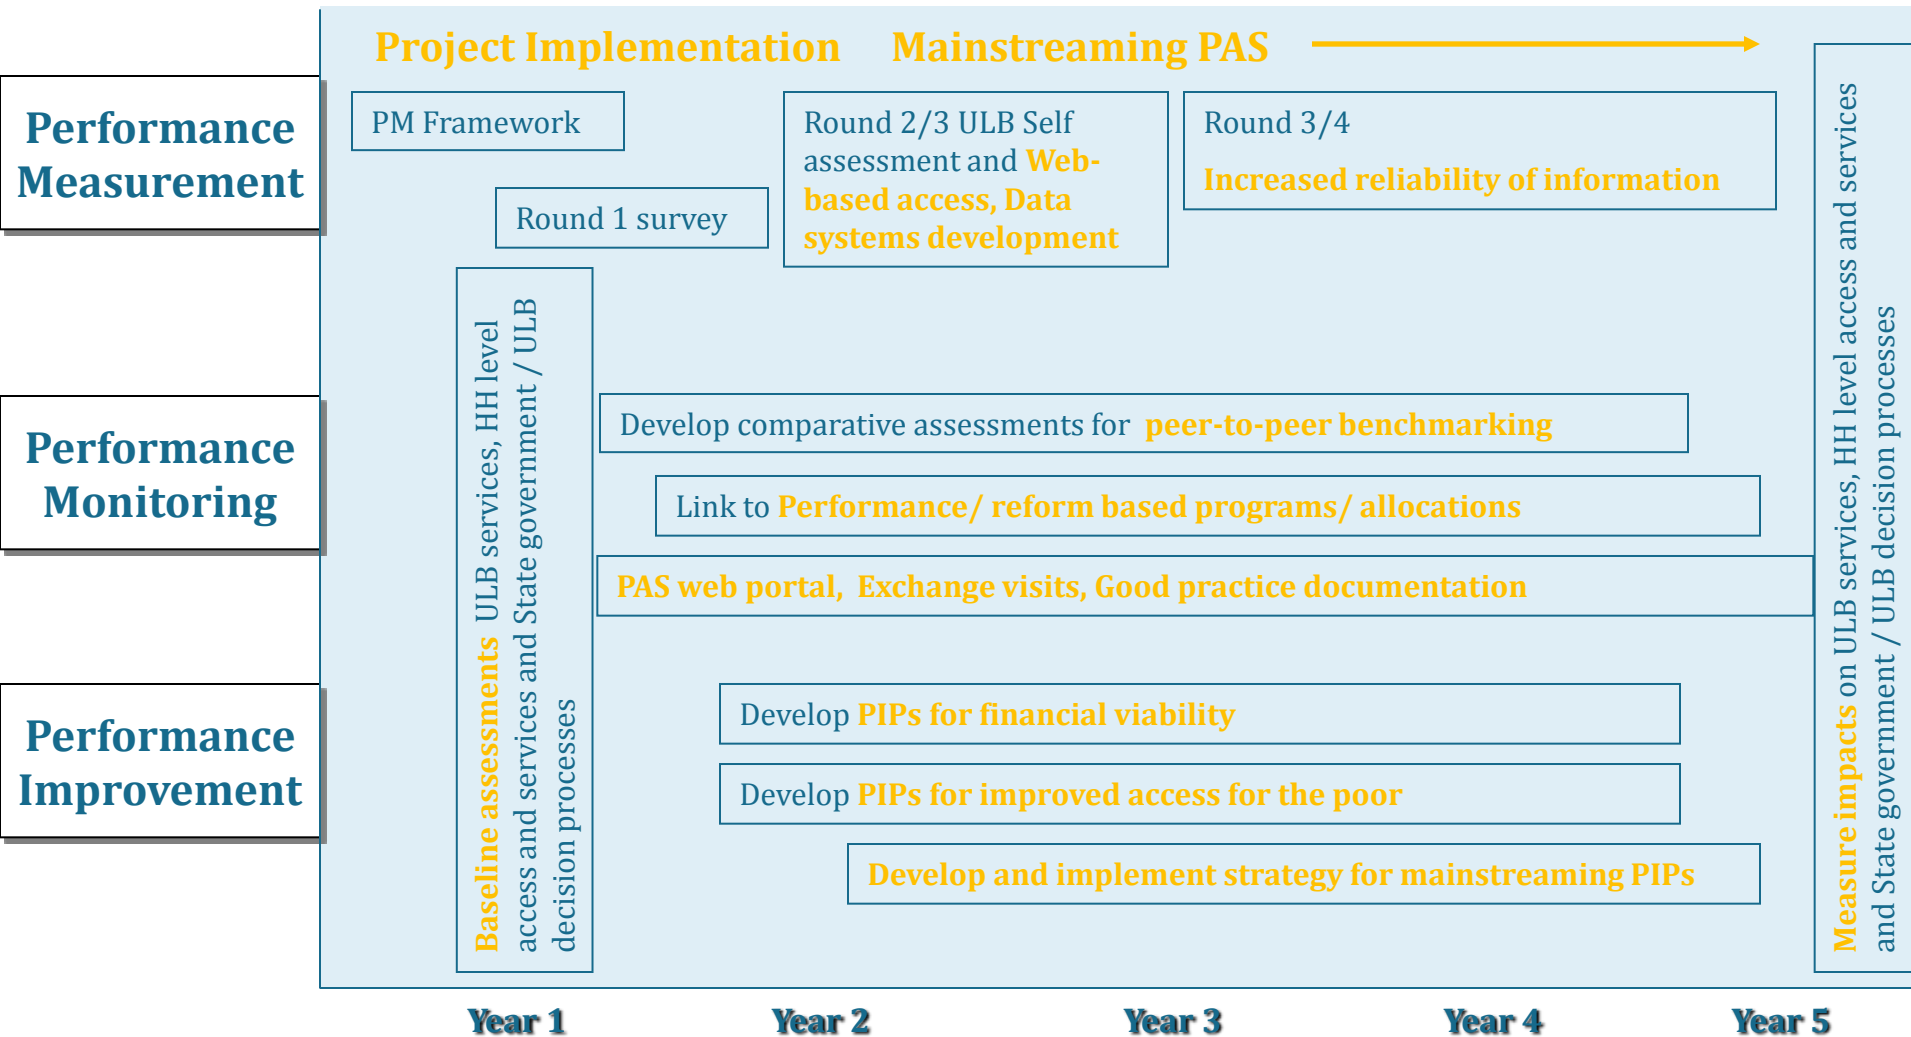 Project Implementation Mainstreaming PAS
Performance
Measurement
PM Framework
Round 1 survey
Round 2/3 ULB Self
assessment and Web-
based access, Data
systems development
Round 3/4
Increased reliability of information
Baseline assessments ULB services, HH level
access and services and State government / ULB
decision processes
Performance
Monitoring
Develop comparative assessments for peer-to-peer benchmarking
Link to Performance/ reform based programs/ allocations
PAS web portal, Exchange visits, Good practice documentation
Performance
Improvement
Develop PIPs for financial viability
Develop PIPs for improved access for the poor
Develop and implement strategy for mainstreaming PIPs
Measure impacts on ULB services, HH level access and services
and State government / ULB decision processes
Year 1 Year 2 Year 3 Year 4 Year 5